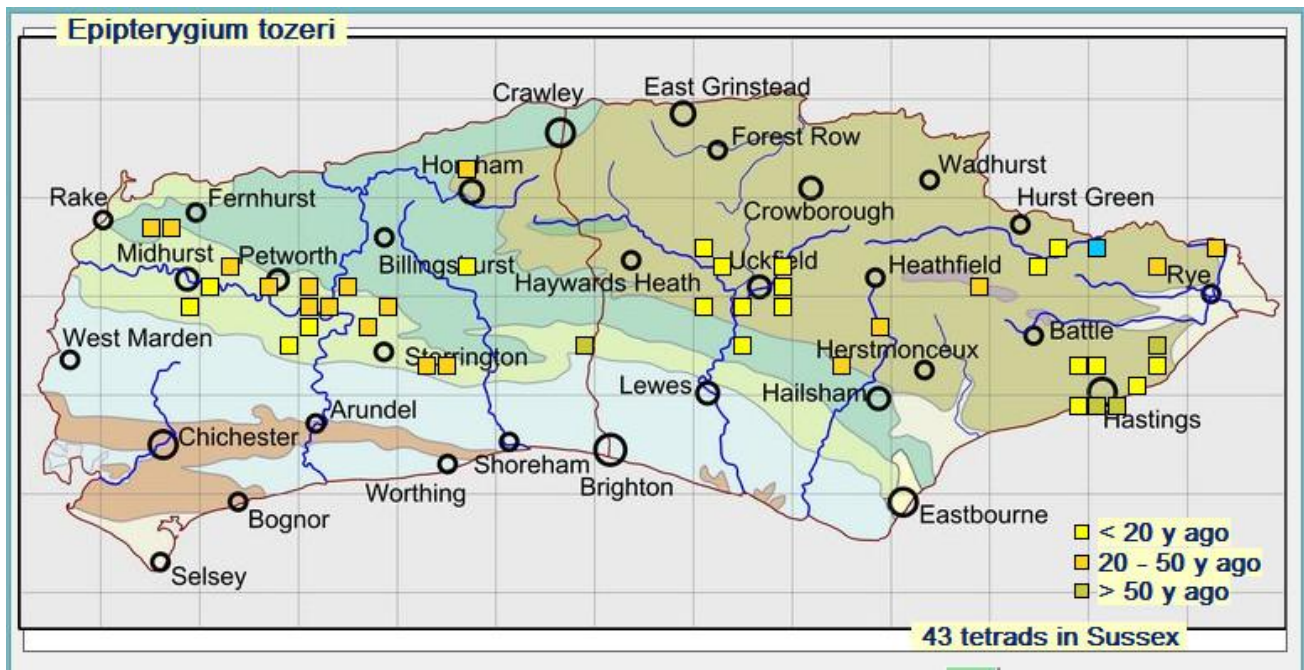 Epipterygium tozeri
Crawley
East Grinstead
Forest Row
Horsham
Wadhurst
Rake
Fernhurst
Crowborough
Hurst Green
Midhurst
Petworth
Billingshurst
Haywards Heath
Uckfield
Heathfield
Rye
West Marden
Storrington
Herstmonceux
Battle
Lewes
Hailsham
Arundel
Hastings
Chichester
Shoreham
Worthing
Brighton
Bognor
Eastbourne
Selsey
< 20 y ago
20 - 50 y ago
> 50 y ago
43 tetrads in Sussex